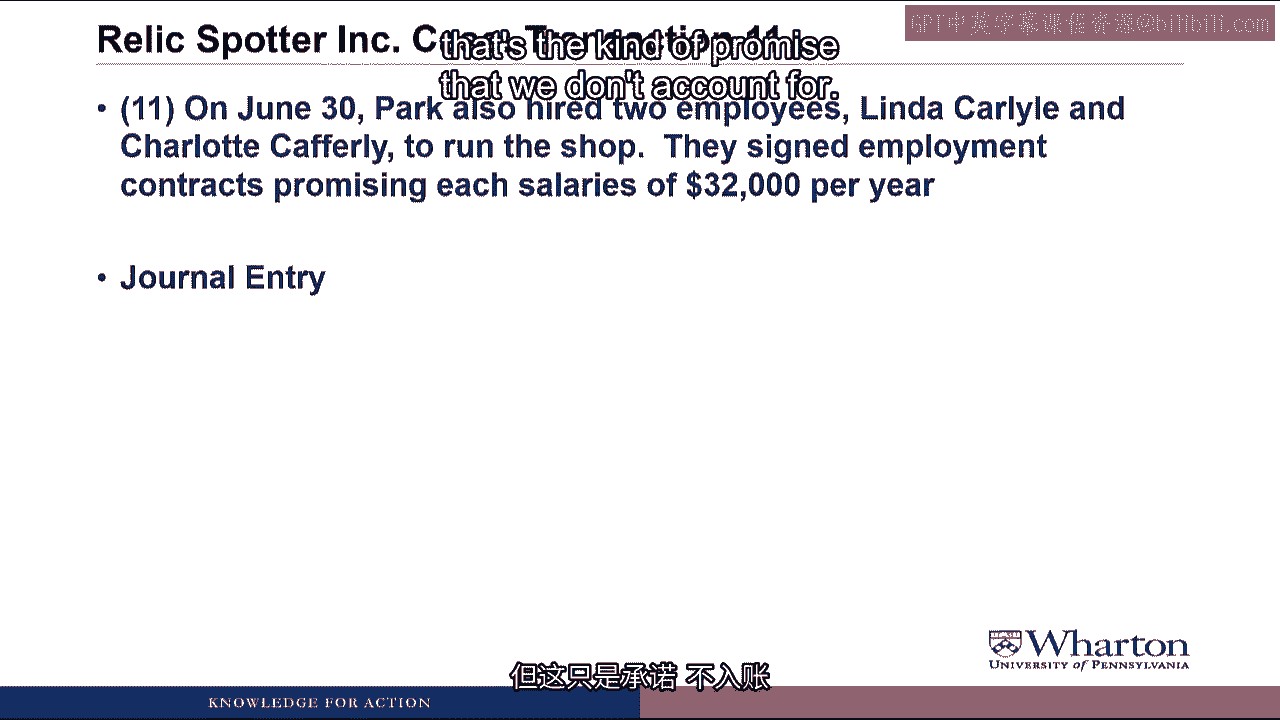 GPT中英字幕课程资源@bilibili.com
Relic Spotter Inc. Case: Transaction 11
that's the kind of promise
that we don't account for.
• (11) On June 30, Park also hired two employees, Linda Carlyle and
Charlotte Cafferly, to run the shop. They signed employment
contracts promising each salaries of $32,000 per year
• Journal Entry
Wharton
UNIVERSITY of PENNSYLVANIA
但这只是承诺 不入账
KNOWLEDGE FOR ACTION